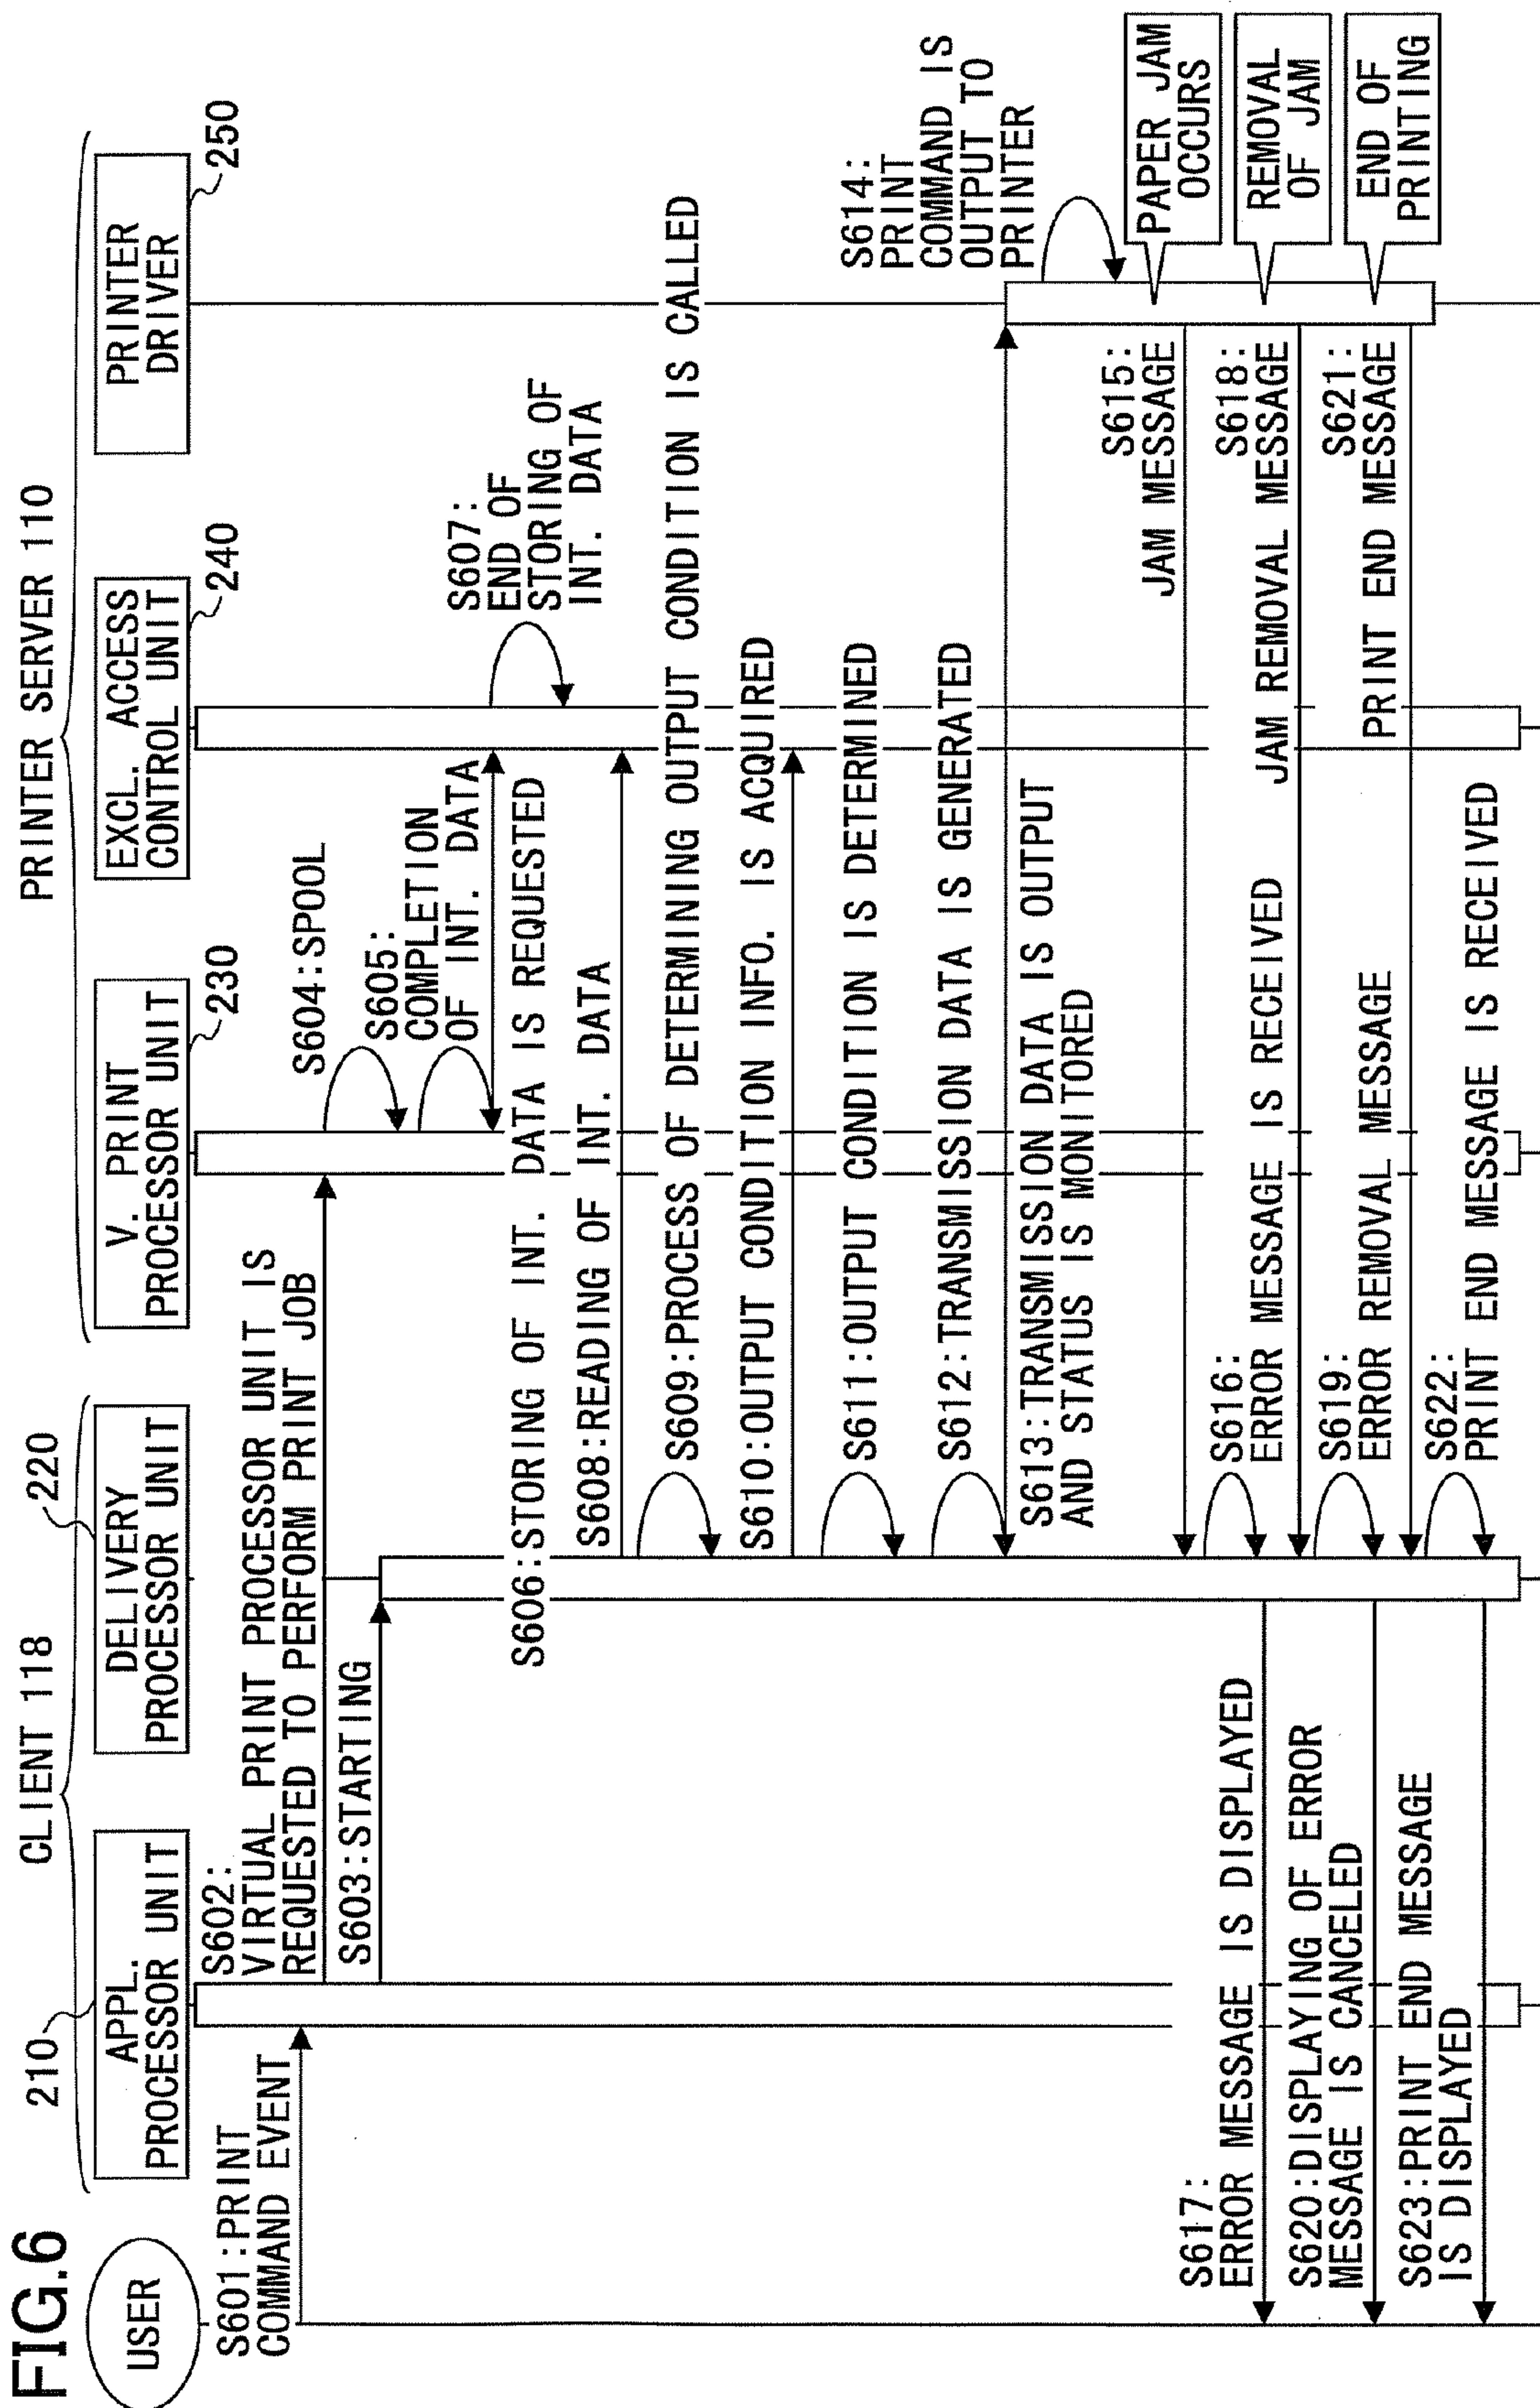 FIG.6
CLIENT 118
PRINTER SERVER 110
USER
210
APPL.
PROCESSOR UNIT
220
DELIVERY
PROCESSOR UNIT
V. PRINT
PROCESSOR UNIT
230
EXCL. ACCESS
CONTROL UNIT
240
PRINTER
DRIVER
250
S601:PRINT
COMMAND EVENT
S602:
VIRTUAL PRINT PROCESSOR UNIT IS
REQUESTED TO PERFORM PRINT JOB
S603:STARTING
S604:SPOOL
S605:
COMPLETION
OF INT. DATA
S606:STORING OF INT. DATA IS REQUESTED
S607:
END OF
STORING OF
INT. DATA
S608:READING OF INT. DATA
S609:PROCESS OF DETERMINING OUTPUT CONDITION IS CALLED
S610:OUTPUT CONDITION INFO. IS ACQUIRED
S611:OUTPUT CONDITION IS DETERMINED
S612:TRANSMISSION DATA IS GENERATED
S613:TRANSMISSION DATA IS OUTPUT
AND STATUS IS MONITORED
S614:
PRINT
COMMAND IS
OUTPUT TO
PRINTER
PAPER JAM
OCCURS
S615:
JAM MESSAGE
S616:
ERROR MESSAGE IS RECEIVED
S617:
ERROR MESSAGE IS DISPLAYED
REMOVAL
OF JAM
S618:
JAM REMOVAL MESSAGE
S619:
ERROR REMOVAL MESSAGE
S620:DISPLAYING OF ERROR
MESSAGE IS CANCELED
END OF
PRINTING
S621:
PRINT END MESSAGE
S622:
PRINT END MESSAGE IS RECEIVED
S623:PRINT END MESSAGE
IS DISPLAYED